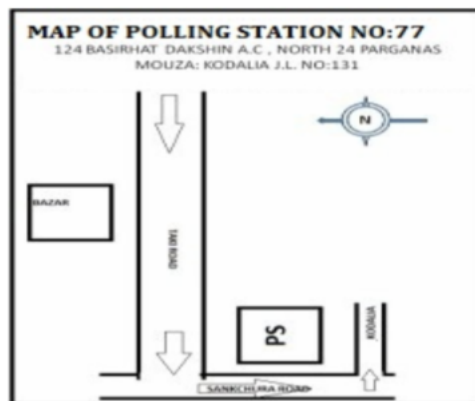 MAP OF POLLING STATION NO:77
124 BASIRHAT DAKSHIN A.C , NORTH 24 PARGANAS
MOUZA: KODALIA J.L. NO:131
N
BAZAR
TAKI ROAD
PS
KODALIA
SANKCHURA ROAD